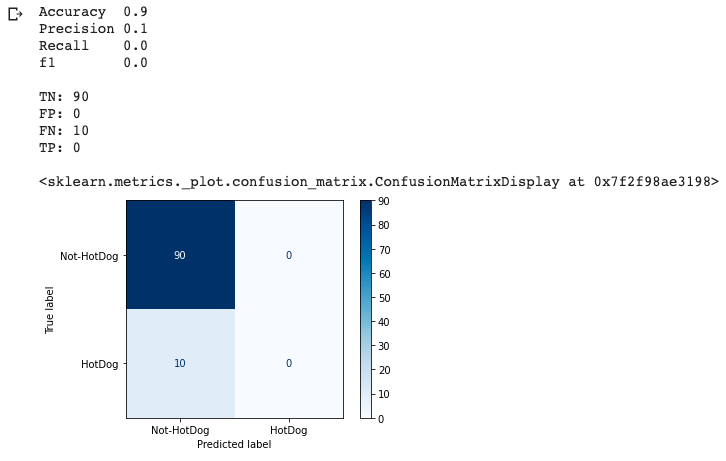 Accuracy 0.9
Precision 0.1
Recall 0.0
f1 0.0
TN: 90
FP: 0
FN: 10
TP: 0
<sklearn.metrics._plot.confusion_matrix.ConfusionMatrixDisplay at 0x7f2f98ae3198>
90
80
70
60
50
40
30
20
10
0
True label
Not-HotDog 90 0
HotDog 10 0
Not-HotDog HotDog
Predicted label